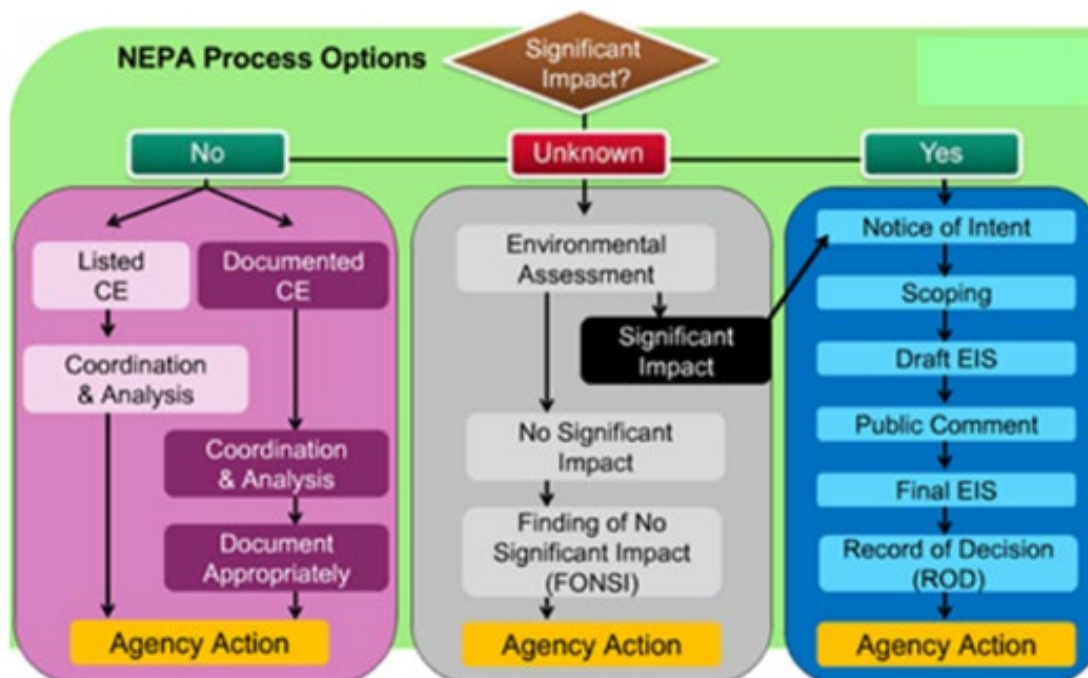 NEPA Process Options
Significant
Impact?
No
Unknown
Yes
Listed
CE
Documented
CE
Coordination
& Analysis
Coordination
& Analysis
Document
Appropriately
Agency Action
Environmental
Assessment
Significant
Impact
No Significant
Impact
Finding of No
Significant Impact
(FONSI)
Agency Action
Notice of Intent
Scoping
Draft EIS
Public Comment
Final EIS
Record of Decision
(ROD)
Agency Action